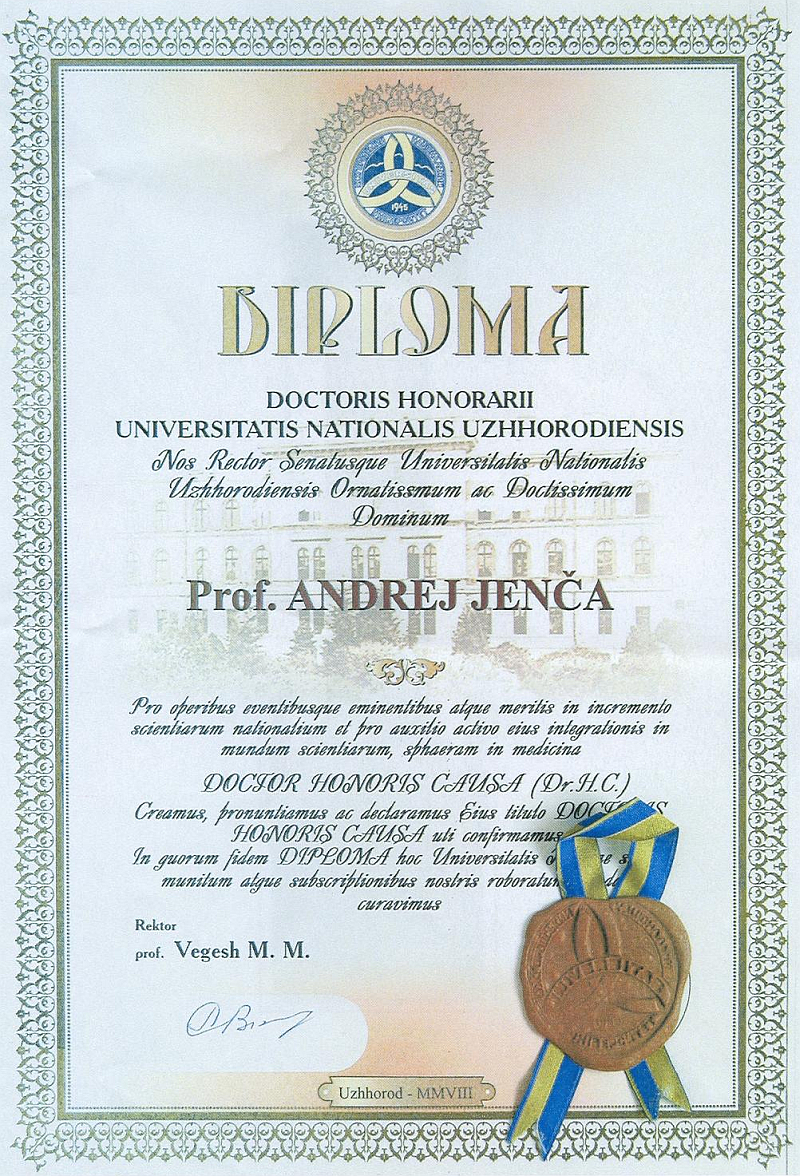 1945
DIPLOMA
DOCTORIS HONORARII
UNIVERSITATIS NATIONALIS UZHHORODIENSIS
Nos Rector Senatusque Universitatis Nationalis
Uzhhorodiensis Ornatissmum ac Doctissimum
Dominum
Prof. ANDREJ JENČA
Pro operibus eventibusque eminentibus atque meritis in incremento
scientiarum nationalium et pro auxilio activo eius integrationis in
mundum scientiarum, sphaeram in medicina
DOCTOR HONORIS CAUSA (Dr.H.C.)
Creamus, pronuntiamus ac declaramus Eius titulo
HONORIS CAUSA uti confirmamus
In quorum fidem DIPLOMA hoc Universitatis
munitum atque subscriptionibus nostris
curavimus
Rektor
prof. Vegesh M. M.
Uzhhorod - MMVIII